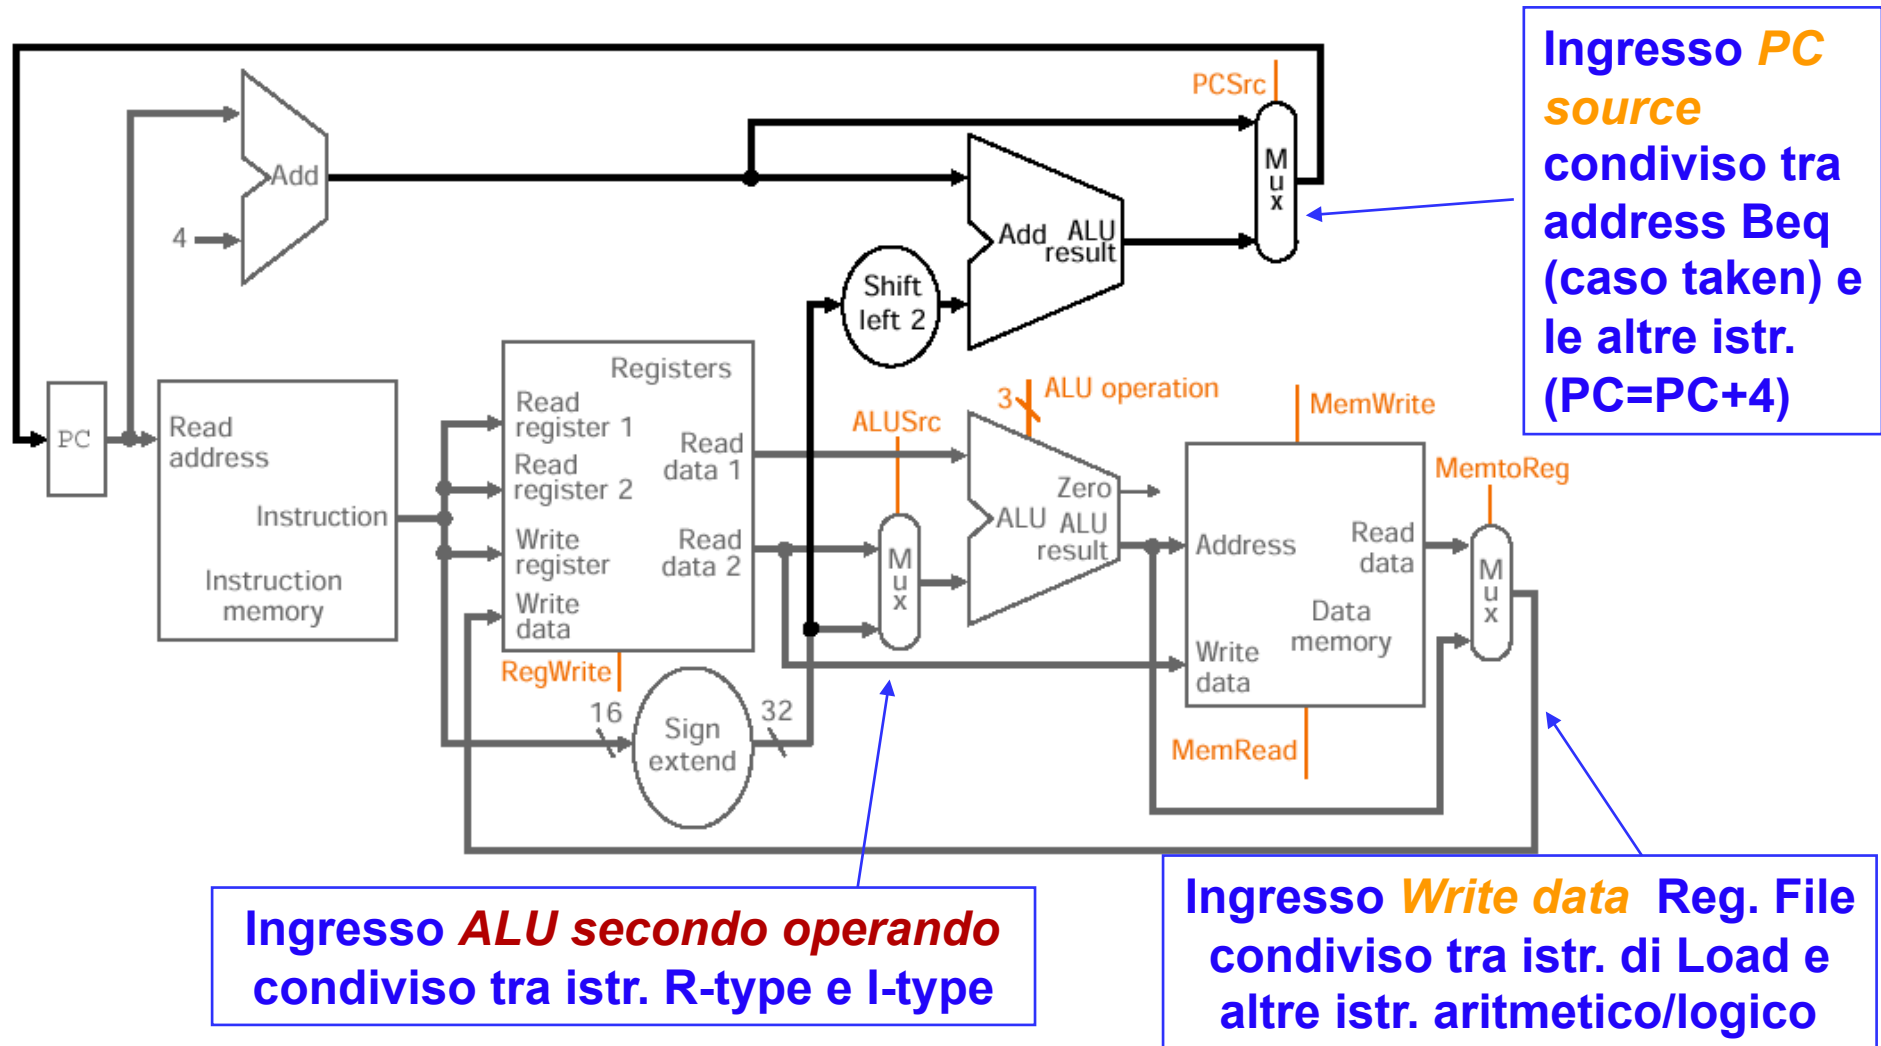 Ingresso PC
source
condiviso tra
address Beq
(caso taken) e
le altre istr.
(PC=PC+4)
PCSrc
M
u
x
Add
4
Add ALU
result
Shift
left 2
PC
Read
address
Instruction
Instruction
memory
Registers
Read
register 1
Read
register 2
Write
register
Write
data
Read
data 1
Read
data 2
RegWrite
16
Sign
extend
32
ALUSrc
M
u
x
3
ALU operation
Zero
ALU ALU
result
MemWrite
Address
Read
data
Data
memory
Write
data
MemRead
MemtoReg
M
u
x
Ingresso ALU secondo operando
condiviso tra istr. R-type e I-type
Ingresso Write data Reg. File
condiviso tra istr. di Load e
altre istr. aritmetico/logico